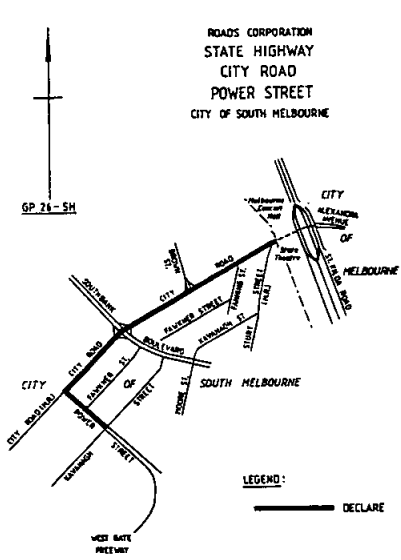 ROADS CORPORATION
STATE HIGHWAY
CITY ROAD
POWER STREET
CITY OF SOUTH MELBOURNE
GP 26-SH
Melbourne
Concert
Hall
CITY
ALEXANDRA
AVENUE
OF
State
Theatre
ST. KILDA ROAD
MELBOURNE
ST.
CITY ROAD
SOUTHBANK
BOULEVARD
FANNING ST.
STURT STREET (M.R.)
FAWKNER STREET
KAVANAGH ST.
CITY ROAD
FAWKNER ST.
CITY
OF
SOUTH MELBOURNE
MOORE ST.
CITY ROAD (M.R.)
POWER STREET
KAVANAGH STREET
WEST GATE
FREEWAY
LEGEND:
DECLARE